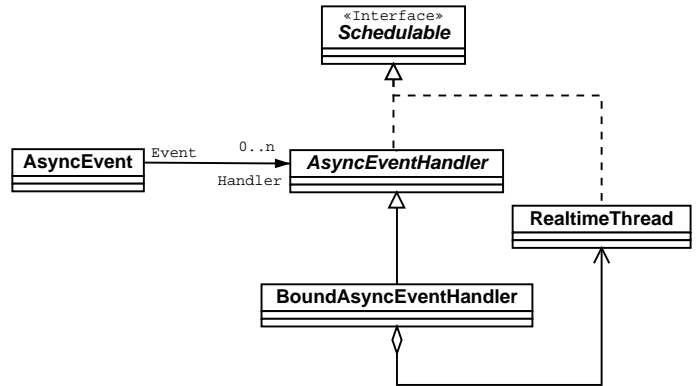 «Interface»
Schedulable
AsyncEvent
Event
0..n
Handler
AsyncEventHandler
RealtimeThread
BoundAsyncEventHandler